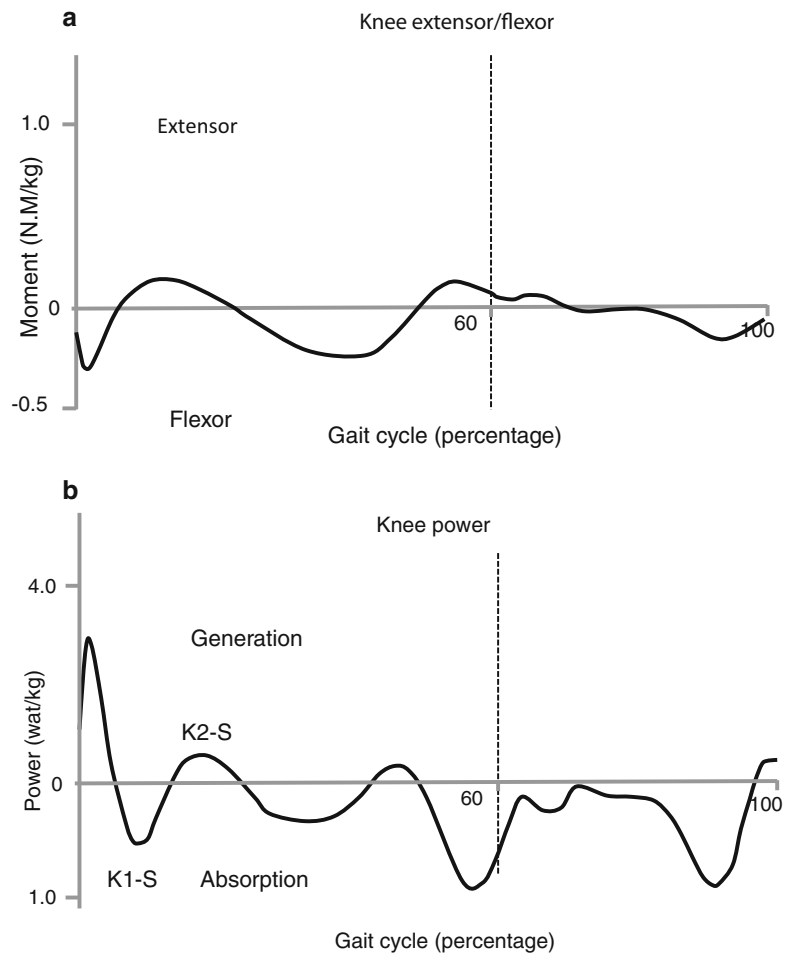 a
Knee extensor/flexor
1.0
Extensor
Moment (N.M/kg)
0
60
100
-0.5
Flexor
Gait cycle (percentage)
b
Knee power
4.0
Generation
K2-S
Power (wat/kg)
0
60
100
K1-S Absorption
1.0
Gait cycle (percentage)